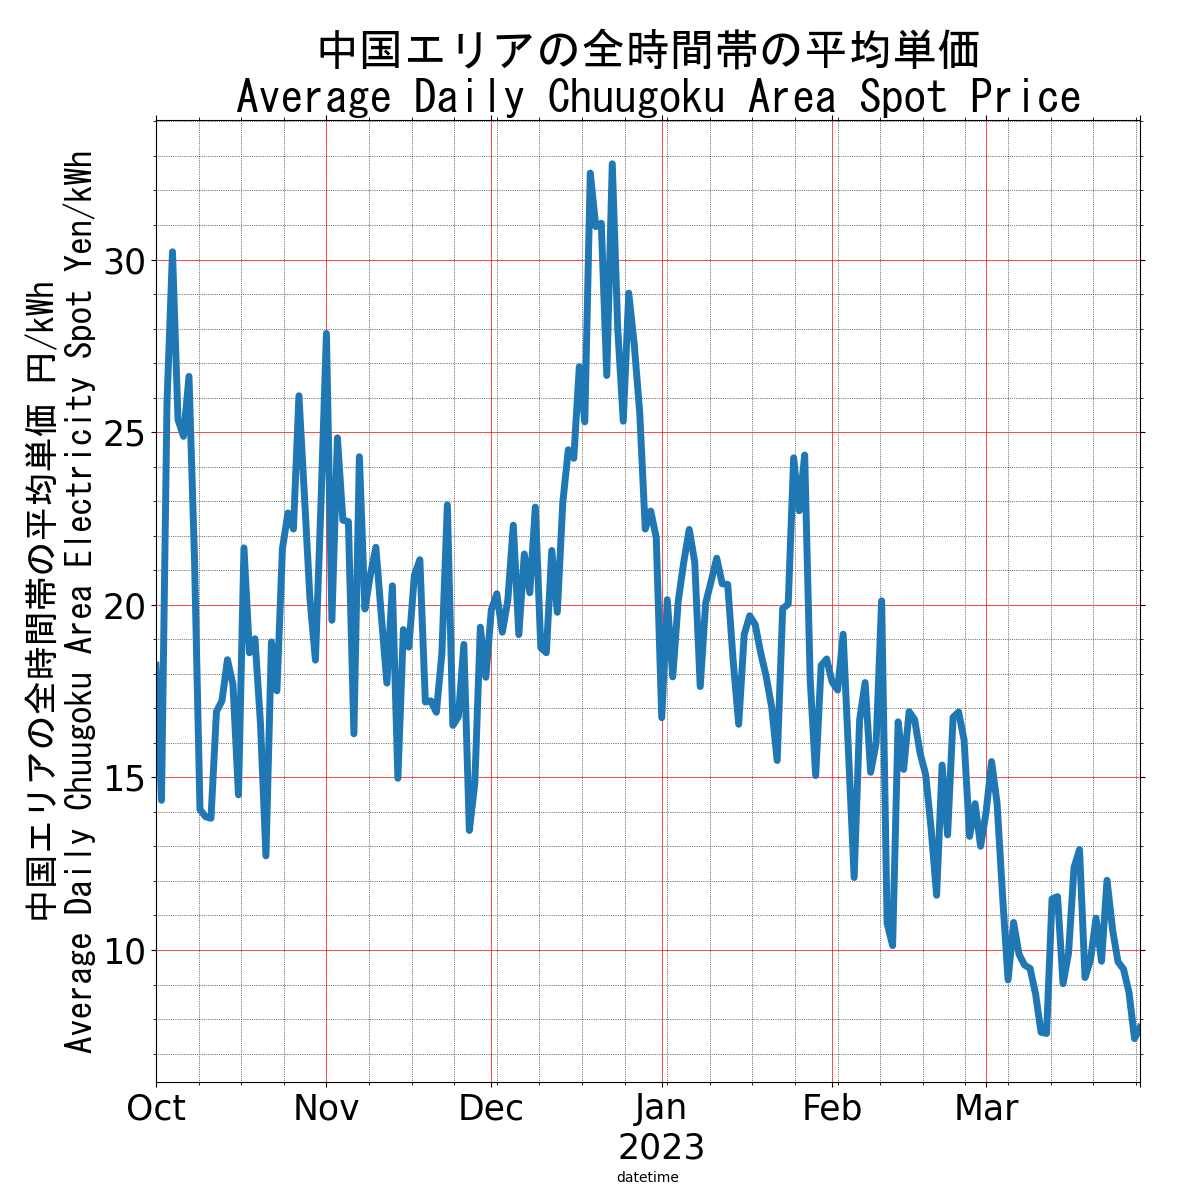 中国エリアの全時間帯の平均単価
Average Daily Chuugoku Area Spot Price
中国エリアの全時間帯の平均単価 円/kWh
Average Daily Chuugoku Area Electricity Spot Yen/kWh
30
25
20
15
10
Oct
Nov
Dec
Jan
Feb
Mar
2023
datetime